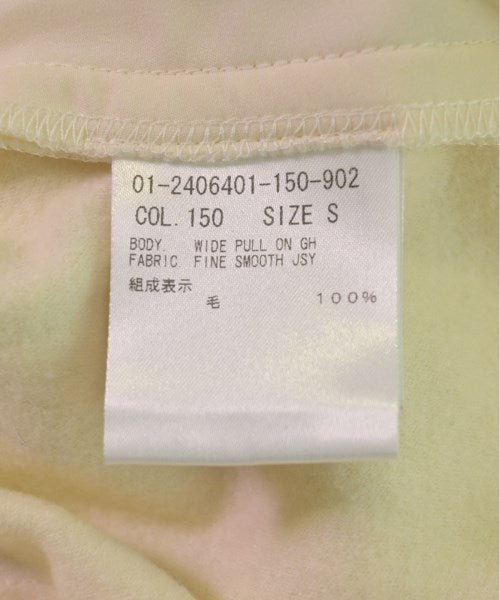 01-2406401-150-902
COL. 150 SIZE S
BODY. WIDE PULL ON GH
FABRIC. FINE SMOOTH JSY
組成表示
毛 100%